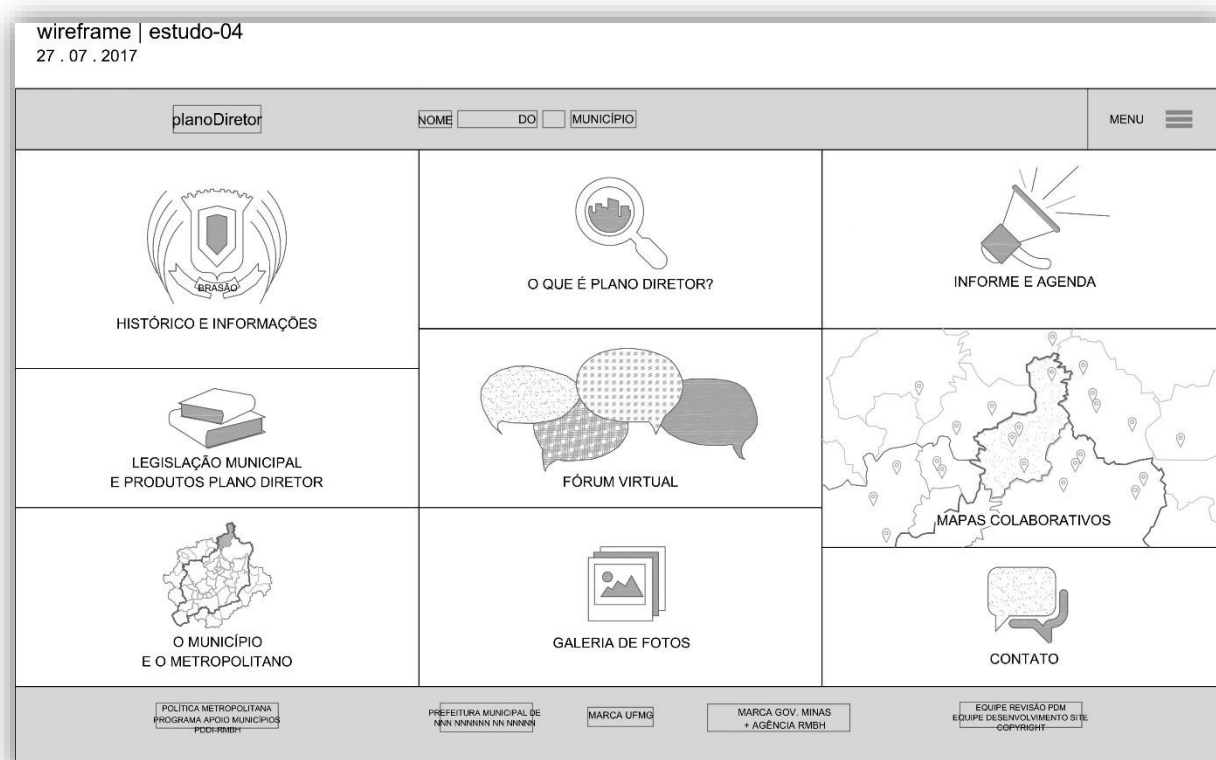 wireframe | estudo-04
27 . 07 . 2017
planoDiretor
NOME DO MUNICÍPIO
MENU
BRASÃO
HISTÓRICO E INFORMAÇÕES
O QUE É PLANO DIRETOR?
INFORME E AGENDA
LEGISLAÇÃO MUNICIPAL
E PRODUTOS PLANO DIRETOR
FÓRUM VIRTUAL
MAPAS COLABORATIVOS
O MUNICÍPIO
E O METROPOLITANO
GALERIA DE FOTOS
CONTATO
POLÍTICA METROPOLITANA
PROGRAMA APOIO MUNICÍPIOS
PDDI-RMBH
PREFEITURA MUNICIPAL DE
NNN NNNNNN NN NNNNN
MARCA UFMG
MARCA GOV. MINAS
+ AGÊNCIA RMBH
EQUIPE REVISÃO PDM
EQUIPE DESENVOLVIMENTO SITE
COPYRIGHT